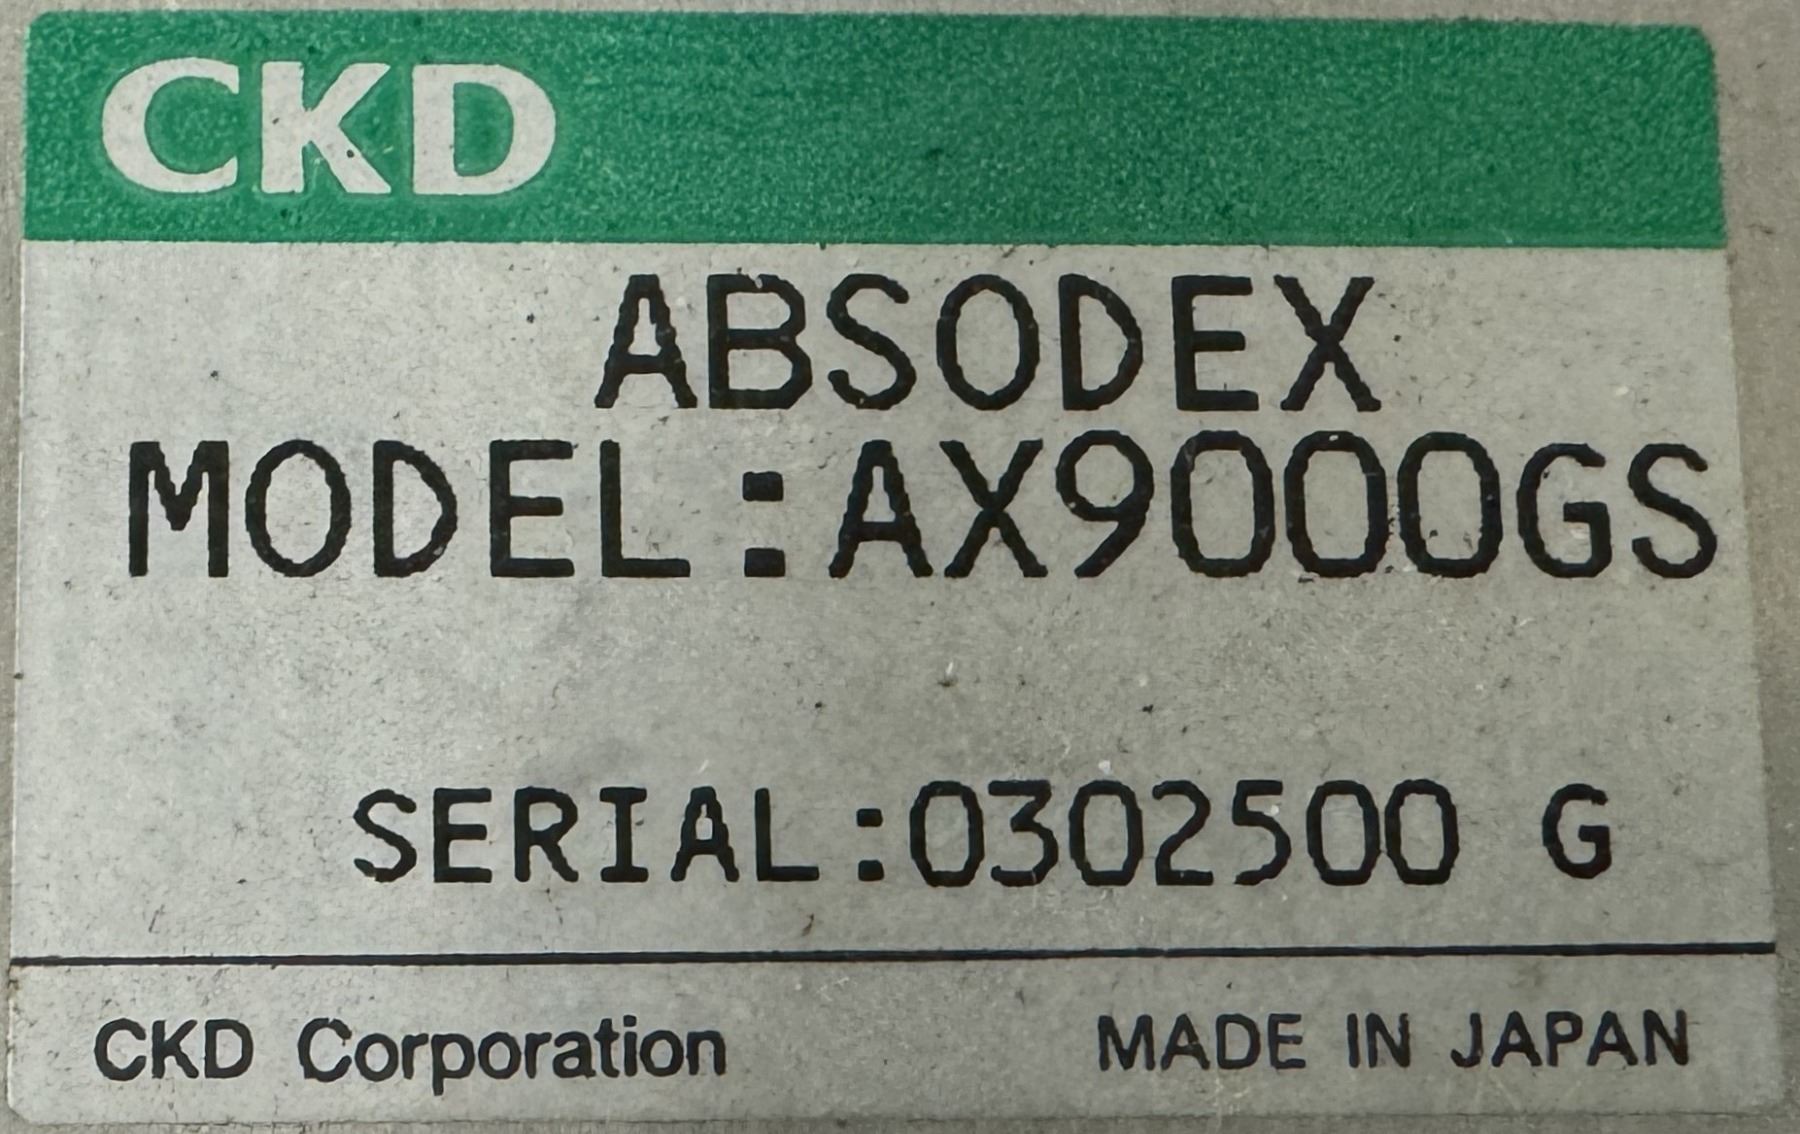 CKD
ABSODEX
MODEL:AX9000GS
SERIAL:0302500 G
CKD Corporation MADE IN JAPAN